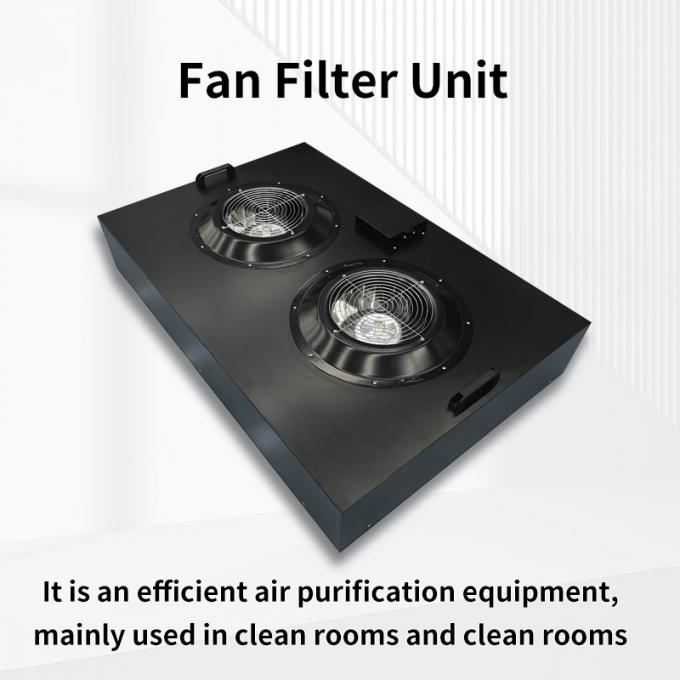 Fan Filter Unit
It is an efficient air purification equipment,
mainly used in clean rooms and clean rooms